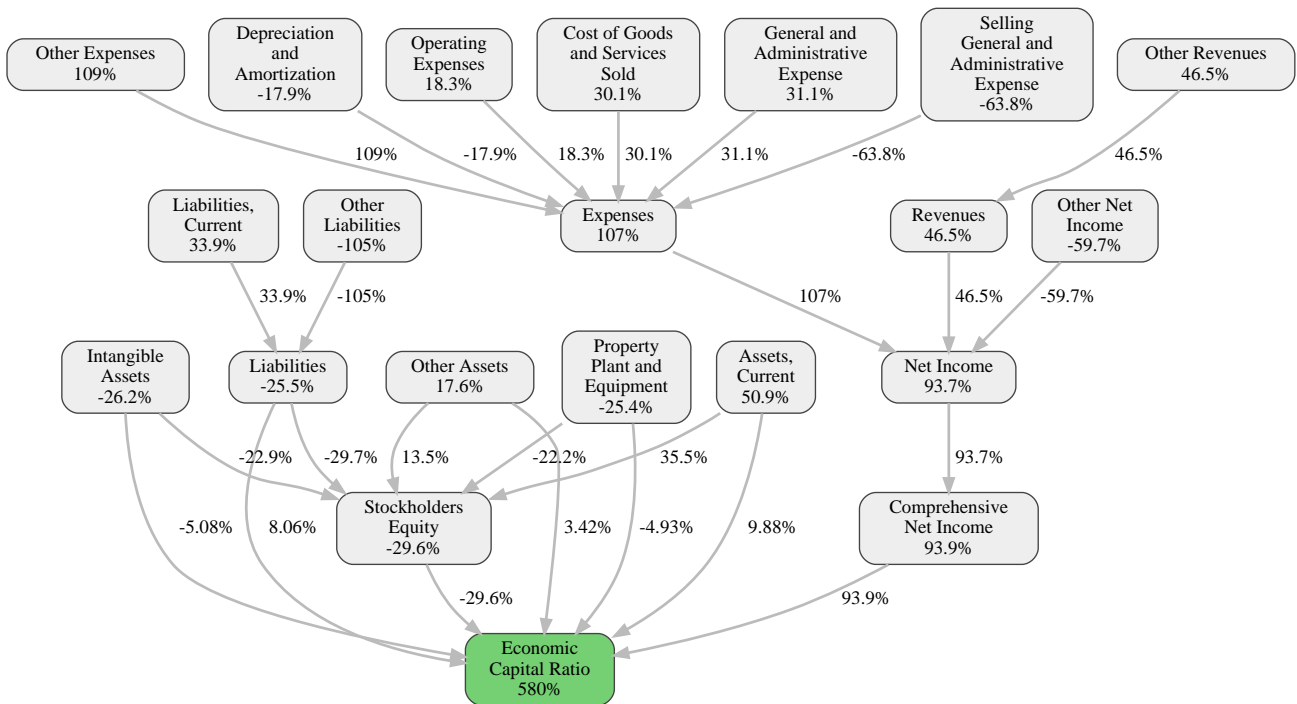 Other Expenses
109%
Depreciation
and
Amortization
-17.9%
Operating
Expenses
18.3%
Cost of Goods
and Services
Sold
30.1%
General and
Administrative
Expense
31.1%
Selling
General and
Administrative
Expense
-63.8%
Other Revenues
46.5%
109%
-17.9%
18.3%
30.1%
31.1%
-63.8%
46.5%
Liabilities,
Current
33.9%
Other
Liabilities
-105%
Expenses
107%
Revenues
46.5%
Other Net
Income
-59.7%
33.9%
-105%
107%
46.5%
-59.7%
Intangible
Assets
-26.2%
Liabilities
-25.5%
Other Assets
17.6%
Property
Plant and
Equipment
-25.4%
Assets,
Current
50.9%
Net Income
93.7%
-22.9%
-29.7%
13.5%
-22.2%
35.5%
93.7%
-5.08%
8.06%
Stockholders
Equity
-29.6%
3.42%
-4.93%
9.88%
Comprehensive
Net Income
93.9%
-29.6%
93.9%
Economic
Capital Ratio
580%